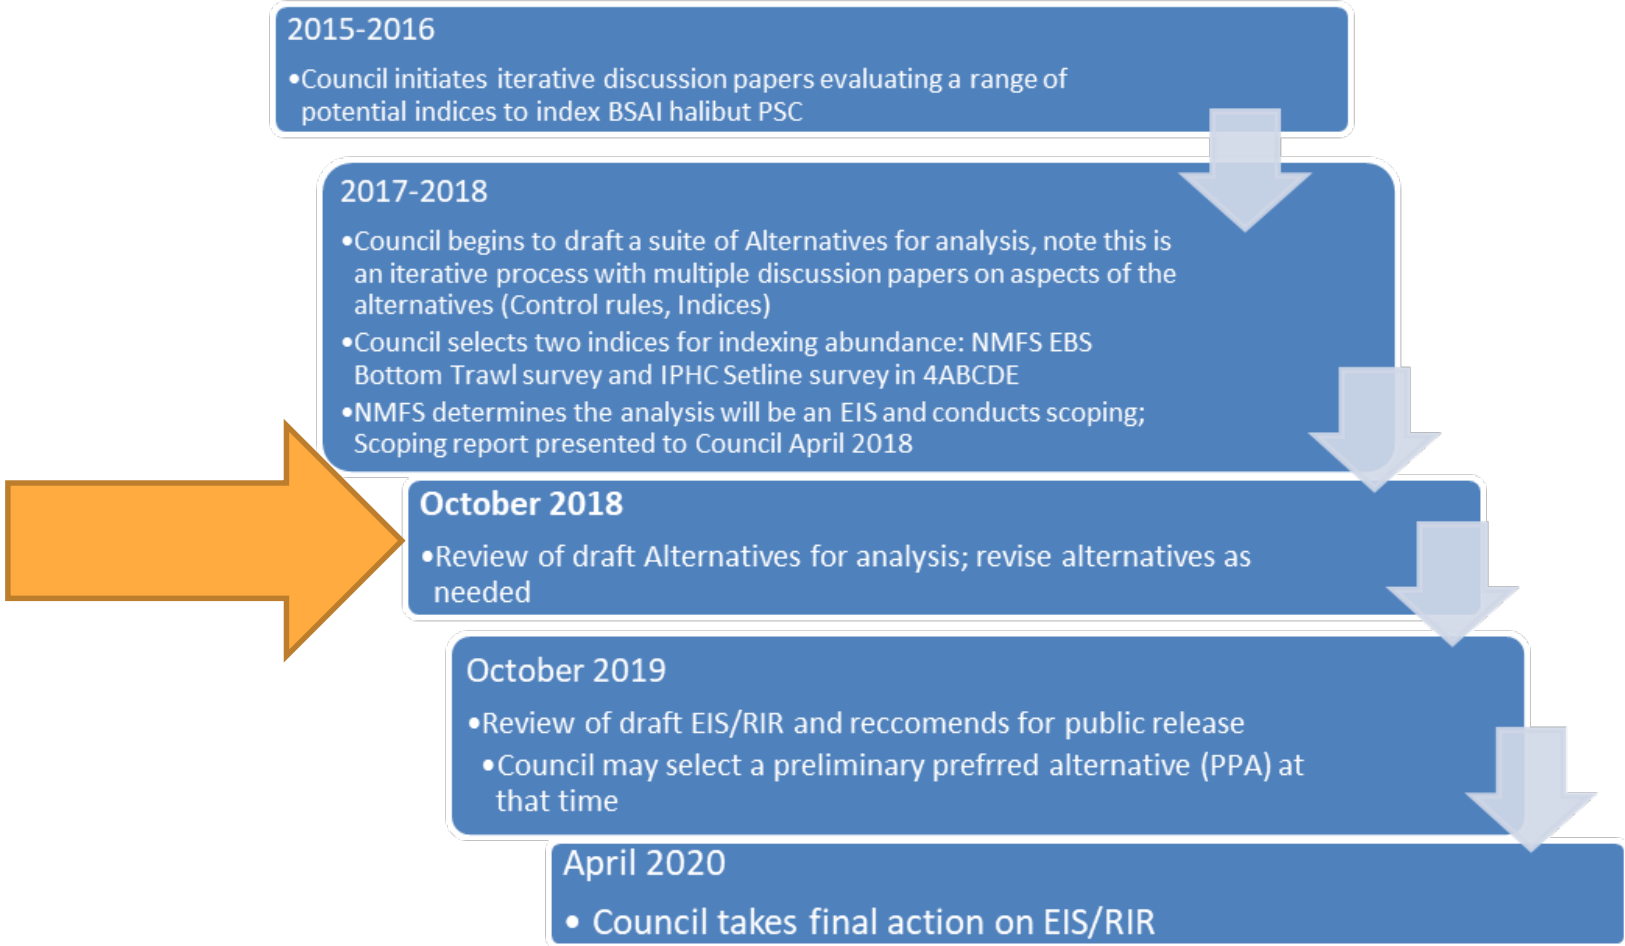 2015-2016
•Council initiates iterative discussion papers evaluating a range of
potential indices to index BSAI halibut PSC
2017-2018
•Council begins to draft a suite of Alternatives for analysis, note this is
an iterative process with multiple discussion papers on aspects of the
alternatives (Control rules, Indices)
•Council selects two indices for indexing abundance: NMFS EBS
Bottom Trawl survey and IPHC Setline survey in 4ABCDE
•NMFS determines the analysis will be an EIS and conducts scoping;
Scoping report presented to Council April 2018
October 2018
•Review of draft Alternatives for analysis; revise alternatives as
needed
October 2019
•Review of draft EIS/RIR and reccomends for public release
•Council may select a preliminary prefrred alternative (PPA) at
that time
April 2020
• Council takes final action on EIS/RIR